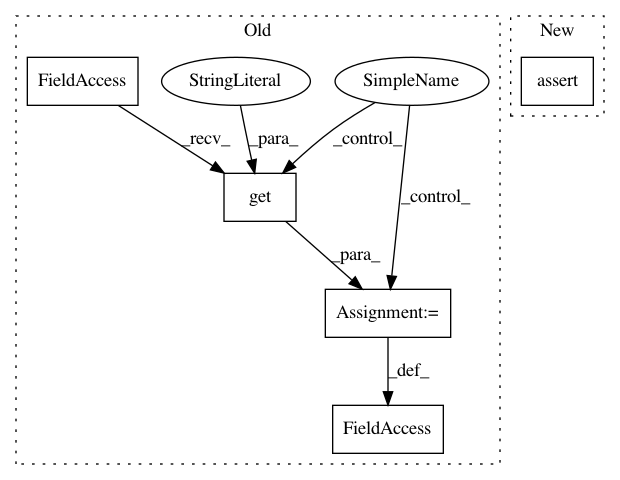 Old
New
FieldAccess
StringLiteral
SimpleName
assert
_recv_
_para_
_control_
get
_control_
_para_
Assignment:=
_def_
FieldAccess